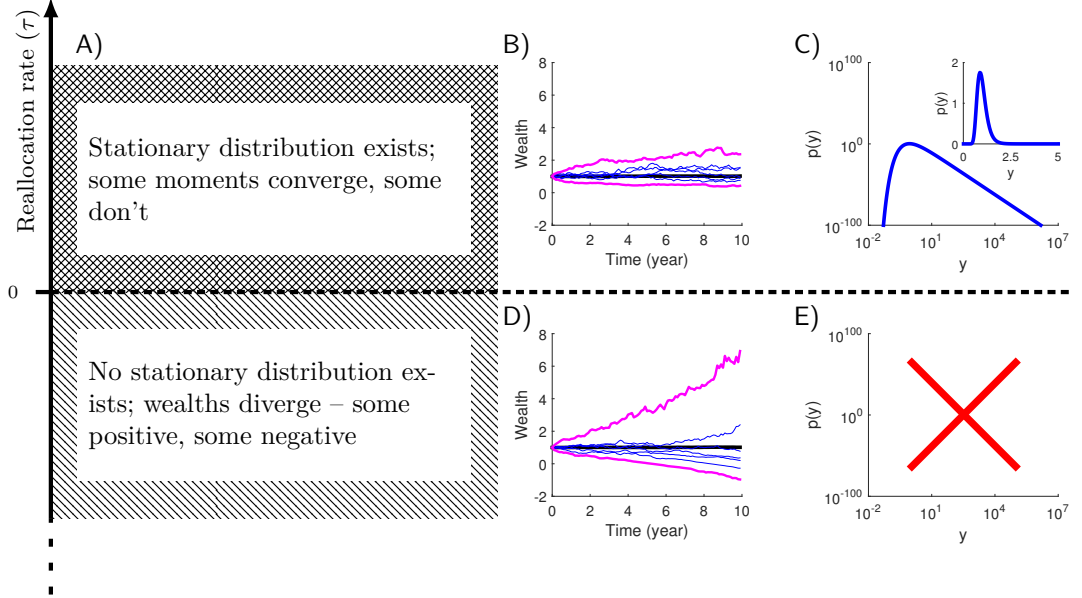 Reallocation rate (τ)
0
A)
Stationary distribution exists;
some moments converge, some
don't
No stationary distribution ex-
ists; wealths diverge – some
positive, some negative
B)
Wealth
8
6
4
2
0
-2
0 2 4 6 8 10
Time (year)
C)
p(y)
10^100
10^0
10^-100
10^-2 10^1 10^4 10^7
y
p(y)
2
1
0
0 2.5 5
y
D)
Wealth
8
6
4
2
0
-2
0 2 4 6 8 10
Time (year)
E)
p(y)
10^100
10^0
10^-100
10^-2 10^1 10^4 10^7
y